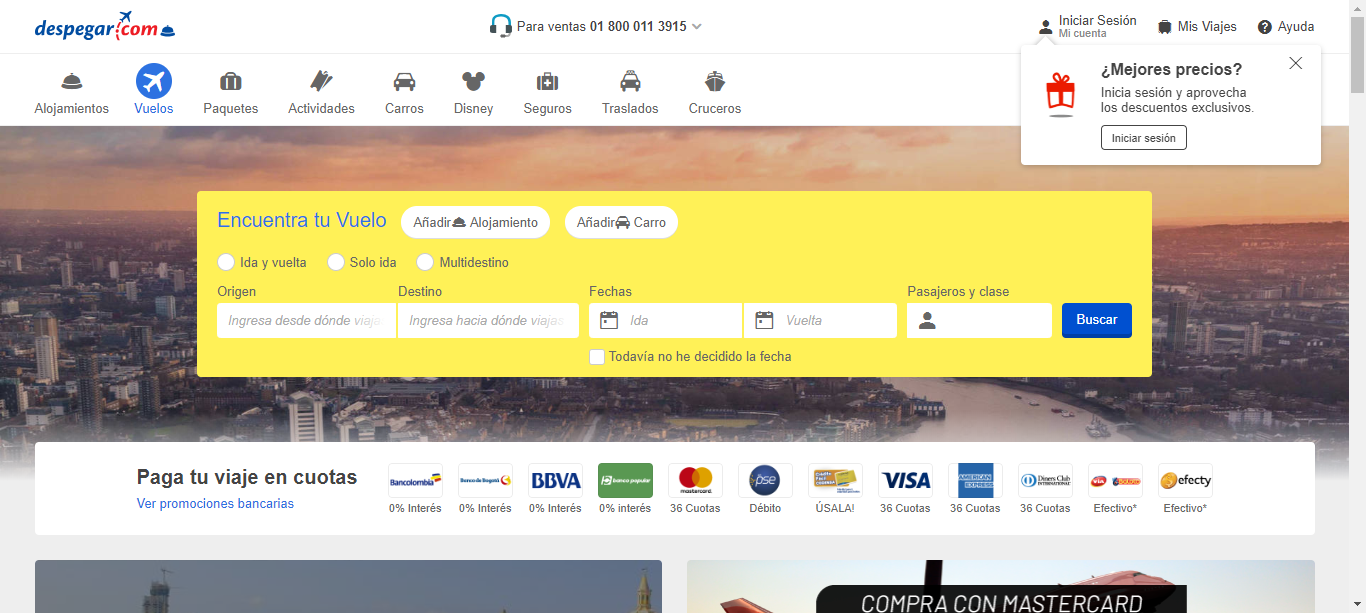 despegar.com
Para ventas 01 800 011 3915
Iniciar Sesión
Mi cuenta
Mis Viajes
Ayuda
¿Mejores precios?
Inicia sesión y aprovecha
los descuentos exclusivos.
Iniciar sesión
Alojamientos
Vuelos
Paquetes
Actividades
Carros
Disney
Seguros
Traslados
Cruceros
Encuentra tu Vuelo
Añadir Alojamiento
Añadir Carro
Ida y vuelta
Solo ida
Multidestino
Origen
Destino
Fechas
Pasajeros y clase
Ingresa desde dónde viaja
Ingresa hacia dónde viajas
Ida
Vuelta
Buscar
Todavía no he decidido la fecha
Paga tu viaje en cuotas
Ver promociones bancarias
Bancolombia
Banco de Bogotá
BBVA
banco popular
mastercard
pse
VISA
AMERICAN EXPRESS
Diners Club
INTERNATIONAL
via
BALOTO
efecty
0% Interés
0% Interés
0% Interés
0% interés
36 Cuotas
Débito
ÚSALA!
36 Cuotas
36 Cuotas
36 Cuotas
Efectivo*
Efectivo*
COMPRA CON MASTERCARD